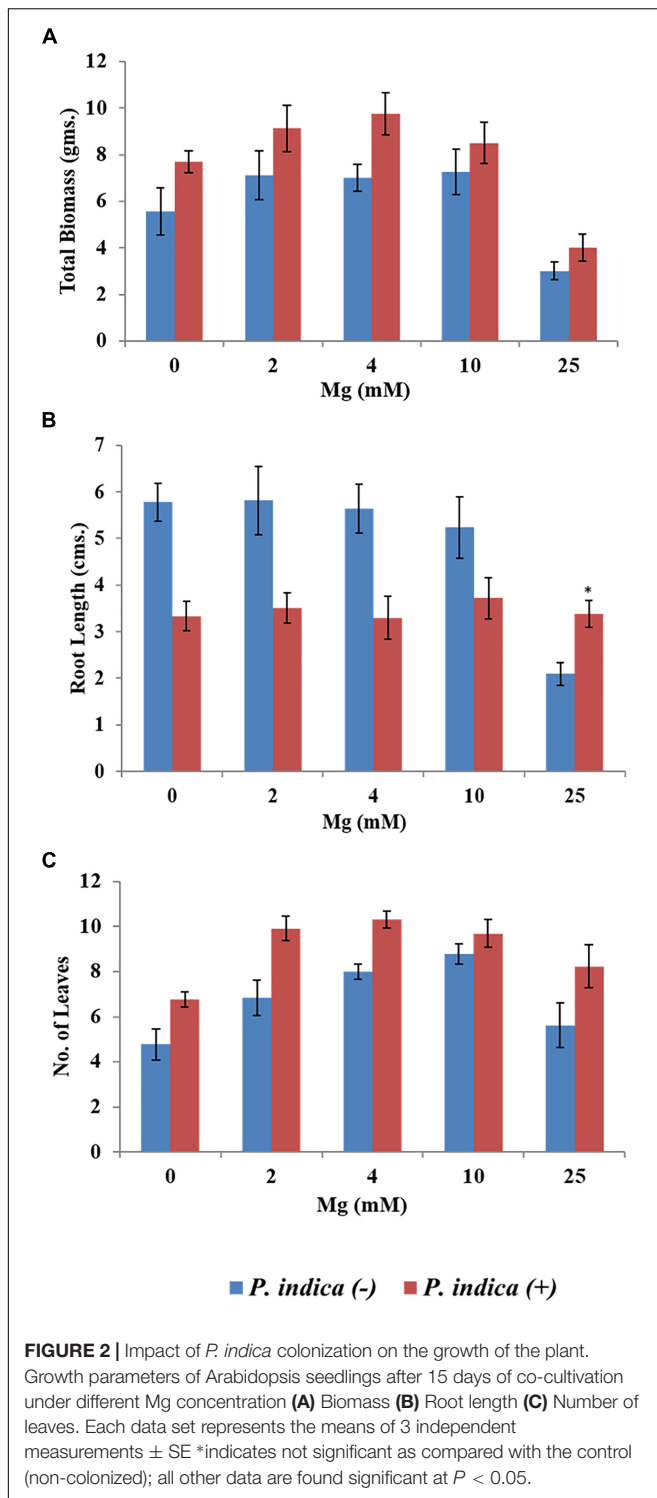 A
Total Biomass (gms.)
12
10
8
6
4
2
0
0 2 4 10 25
Mg (mM)
B
Root Length (cms.)
7
6
5
4
3
2
1
0
*
0 2 4 10 25
Mg (mM)
C
No. of Leaves
12
10
8
6
4
2
0
0 2 4 10 25
Mg (mM)
P. indica (-) P. indica (+)
FIGURE 2 | Impact of P. indica colonization on the growth of the plant.
Growth parameters of Arabidopsis seedlings after 15 days of co-cultivation
under different Mg concentration (A) Biomass (B) Root length (C) Number of
leaves. Each data set represents the means of 3 independent
measurements ± SE *indicates not significant as compared with the control
(non-colonized); all other data are found significant at P < 0.05.